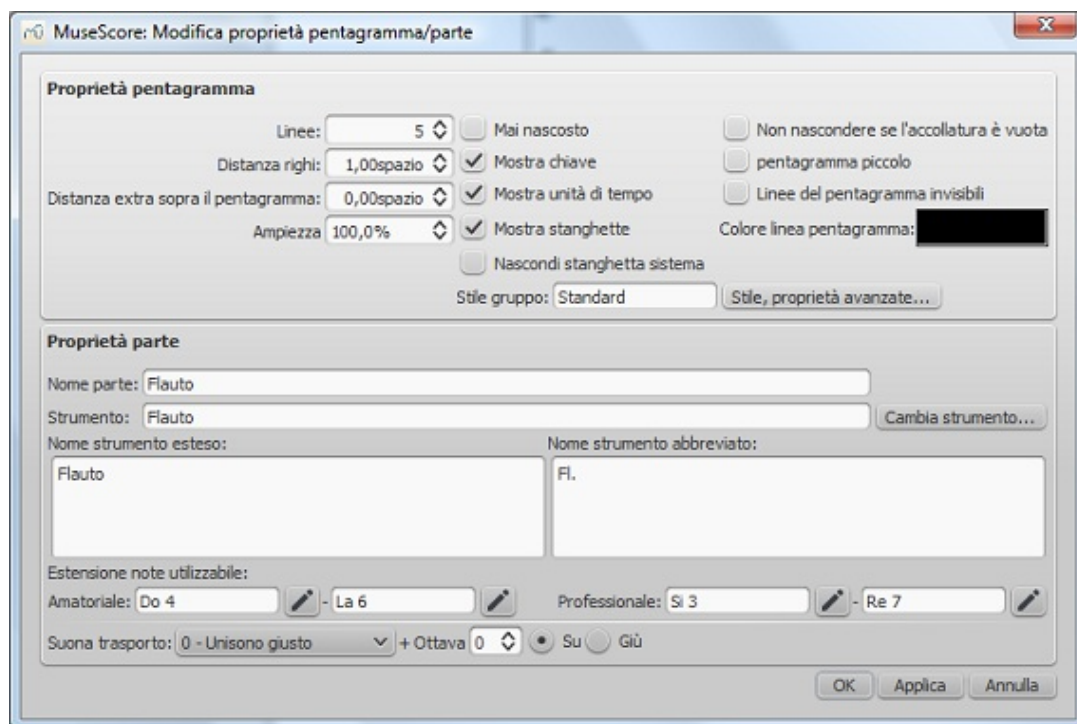 MuseScore: Modifica proprietà pentagramma/parte
Proprietà pentagramma
Linee: 5 Mai nascosto Non nascondere se l'accollatura è vuota
Distanza righi: 1,00spazio Mostra chiave pentagramma piccolo
Distanza extra sopra il pentagramma: 0,00spazio Mostra unità di tempo Linee del pentagramma invisibili
Ampiezza 100,0% Mostra stanghette Colore linea pentagramma:
Nascondi stanghetta sistema
Stile gruppo: Standard Stile, proprietà avanzate...
Proprietà parte
Nome parte: Flauto
Strumento: Flauto Cambia strumento...
Nome strumento esteso: Nome strumento abbreviato:
Flauto Fl.
Estensione note utilizzabile:
Amatoriale: Do 4 - La 6 Professionale: Si 3 - Re 7
Suona trasporto: 0 - Unisono giusto + Ottava 0 Su Giù
OK Applica Annulla